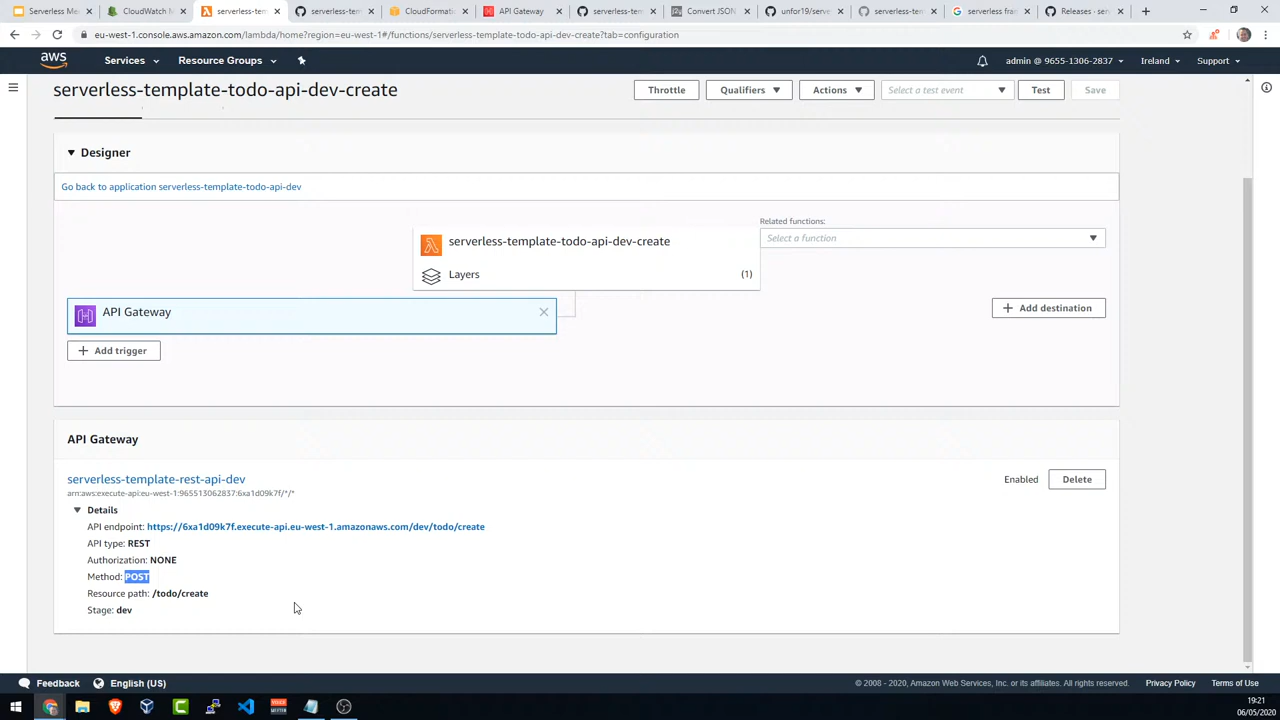 Serverless Me
CloudWatch M
serverless-tem
serverless-tem
CloudFormatio
API Gateway
serverless-tem
Convert JSON
unfor19/server
serverless-tem
serverless fra
Releases · serv
eu-west-1.console.aws.amazon.com/lambda/home?region=eu-west-1#/functions/serverless-template-todo-api-dev-create?tab=configuration
aws Services Resource Groups admin @ 9655-1306-2837 Ireland Support
serverless-template-todo-api-dev-create Throttle Qualifiers Actions Select a test event Test Save
Designer
Go back to application serverless-template-todo-api-dev
Related functions:
serverless-template-todo-api-dev-create Select a function
Layers (1)
API Gateway + Add destination
+ Add trigger
API Gateway
serverless-template-rest-api-dev Enabled Delete
arn:aws:execute-api:eu-west-1:965513062837:6xa1d09k7f/*/*
Details
API endpoint: https://6xa1d09k7f.execute-api.eu-west-1.amazonaws.com/dev/todo/create
API type: REST
Authorization: NONE
Method: POST
Resource path: /todo/create
Stage: dev
Feedback English (US) © 2008 - 2020, Amazon Web Services, Inc. or its affiliates. All rights reserved. Privacy Policy Terms of Use
19:21
06/05/2020